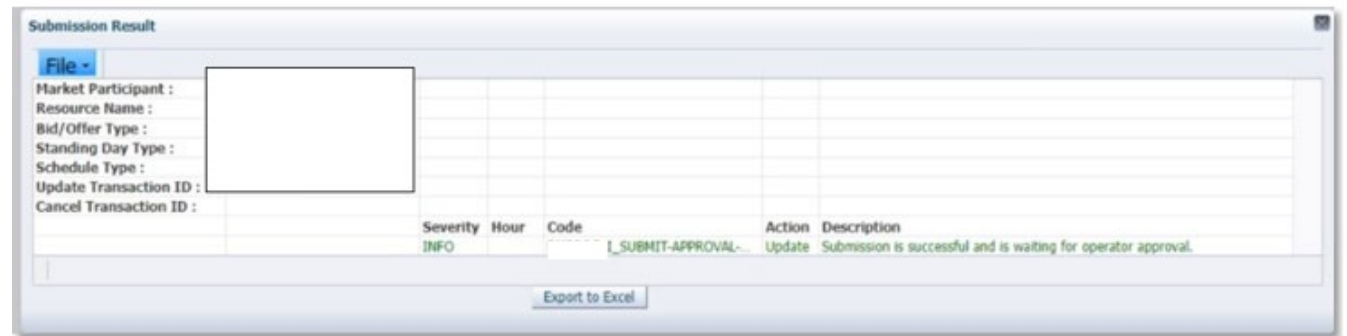 Submission Result
File
Market Participant :
Resource Name :
Bid/Offer Type :
Standing Day Type :
Schedule Type :
Update Transaction ID :
Cancel Transaction ID :
Severity Hour Code Action Description
INFO I_SUBMIT-APPROVAL-... Update Submission is successful and is waiting for operator approval.
Export to Excel